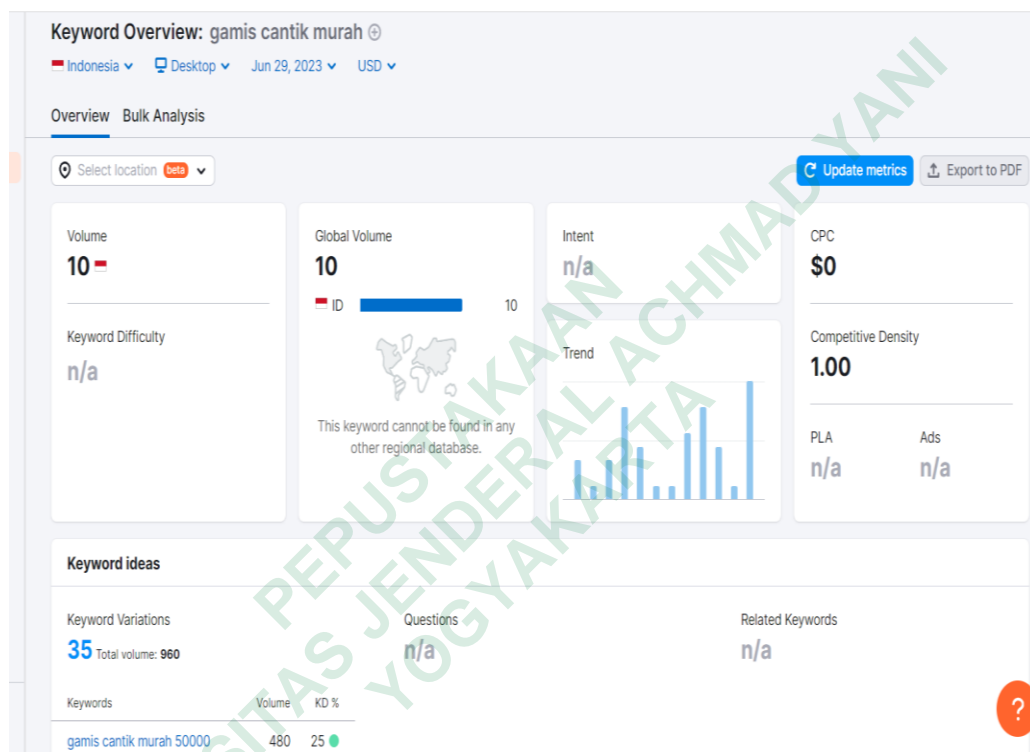 Keyword Overview: gamis cantik murah
Indonesia Desktop Jun 29, 2023 USD
Overview Bulk Analysis
Select location beta
Update metrics Export to PDF
Volume
10
Keyword Difficulty
n/a
Global Volume
10
ID 10
This keyword cannot be found in any
other regional database.
Intent
n/a
Trend
CPC
$0
Competitive Density
1.00
PLA Ads
n/a n/a
Keyword ideas
Keyword Variations
35 Total volume: 960
Questions
n/a
Related Keywords
n/a
Keywords Volume KD %
gamis cantik murah 50000 480 25
?
PEPUSTAKAAN
ITAS JENDERAL ACHMAD YANI
YOGYAKARTA